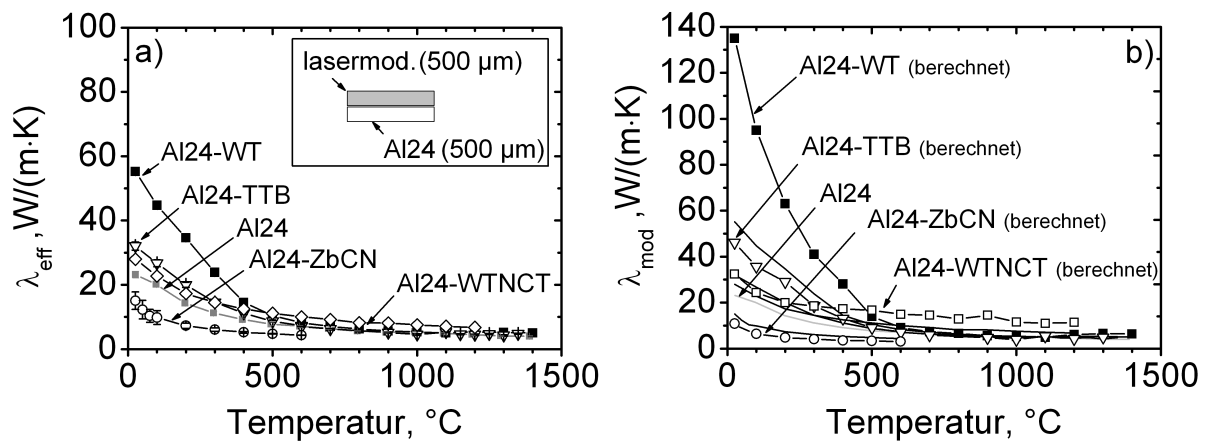 a)
100
80
60
40
20
0
λeff, W/(m·K)
lasermod. (500 µm)
Al24 (500 µm)
Al24-WT
Al24-TTB
Al24
Al24-ZbCN
Al24-WTNCT
0 500 1000 1500
Temperatur, °C
b)
140
120
100
80
60
40
20
0
λmod, W/(m·K)
Al24-WT (berechnet)
Al24-TTB (berechnet)
Al24
Al24-ZbCN (berechnet)
Al24-WTNCT (berechnet)
0 500 1000 1500
Temperatur, °C